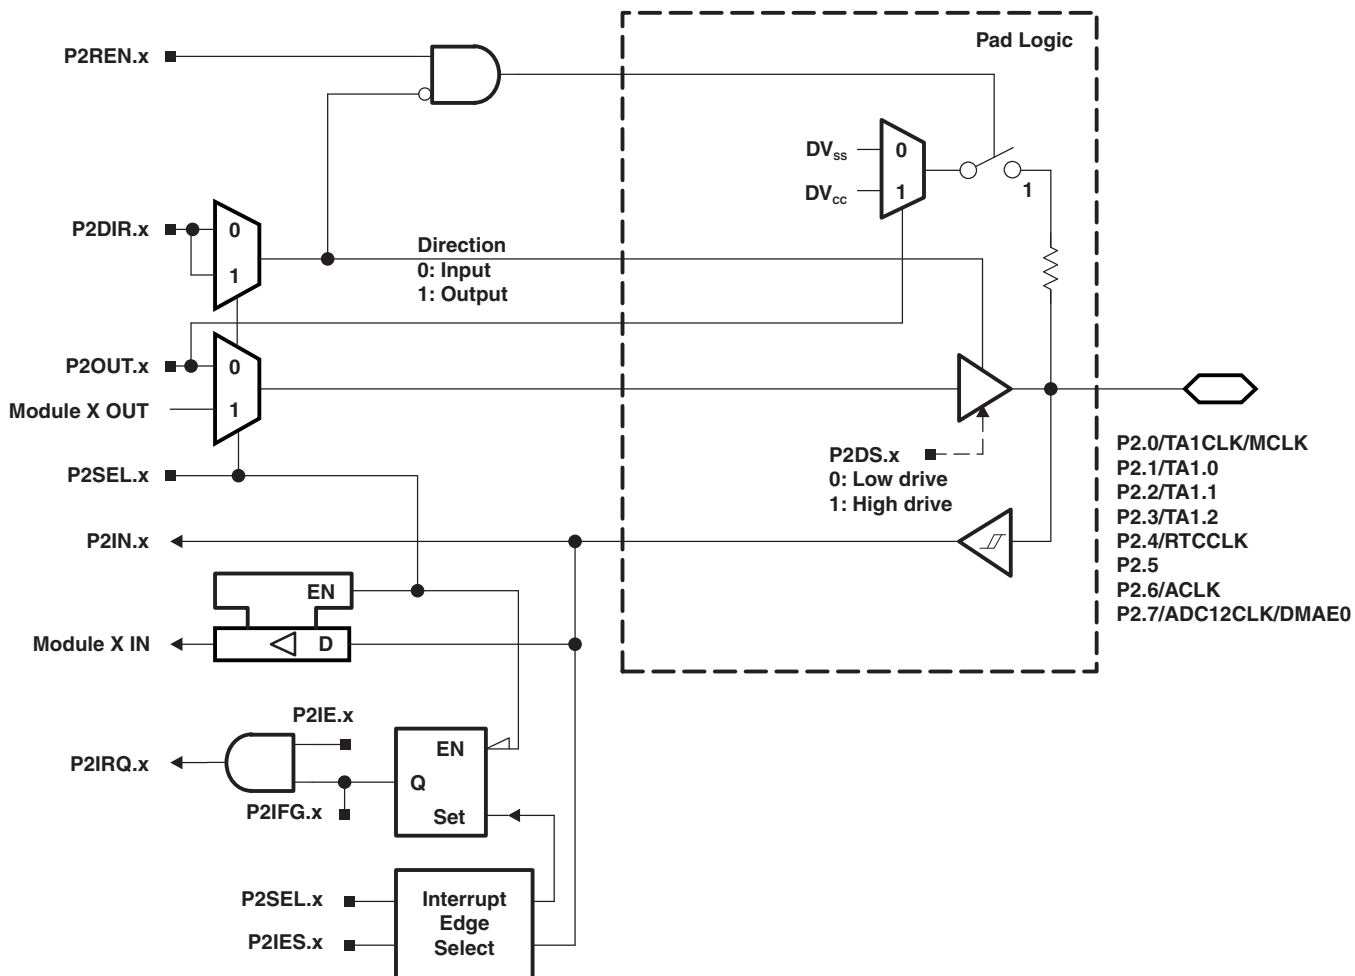 Pad Logic
P2REN.x
DVSS
0
DVCC
1
1
P2DIR.x
0
1
Direction
0: Input
1: Output
P2OUT.x
0
Module X OUT
1
P2DS.x
0: Low drive
1: High drive
P2.0/TA1CLK/MCLK
P2.1/TA1.0
P2.2/TA1.1
P2.3/TA1.2
P2.4/RTCCLK
P2.5
P2.6/ACLK
P2.7/ADC12CLK/DMAE0
P2SEL.x
P2IN.x
EN
Module X IN
D
P2IE.x
P2IRQ.x
EN
Q
P2IFG.x
Set
P2SEL.x
P2IES.x
Interrupt
Edge
Select